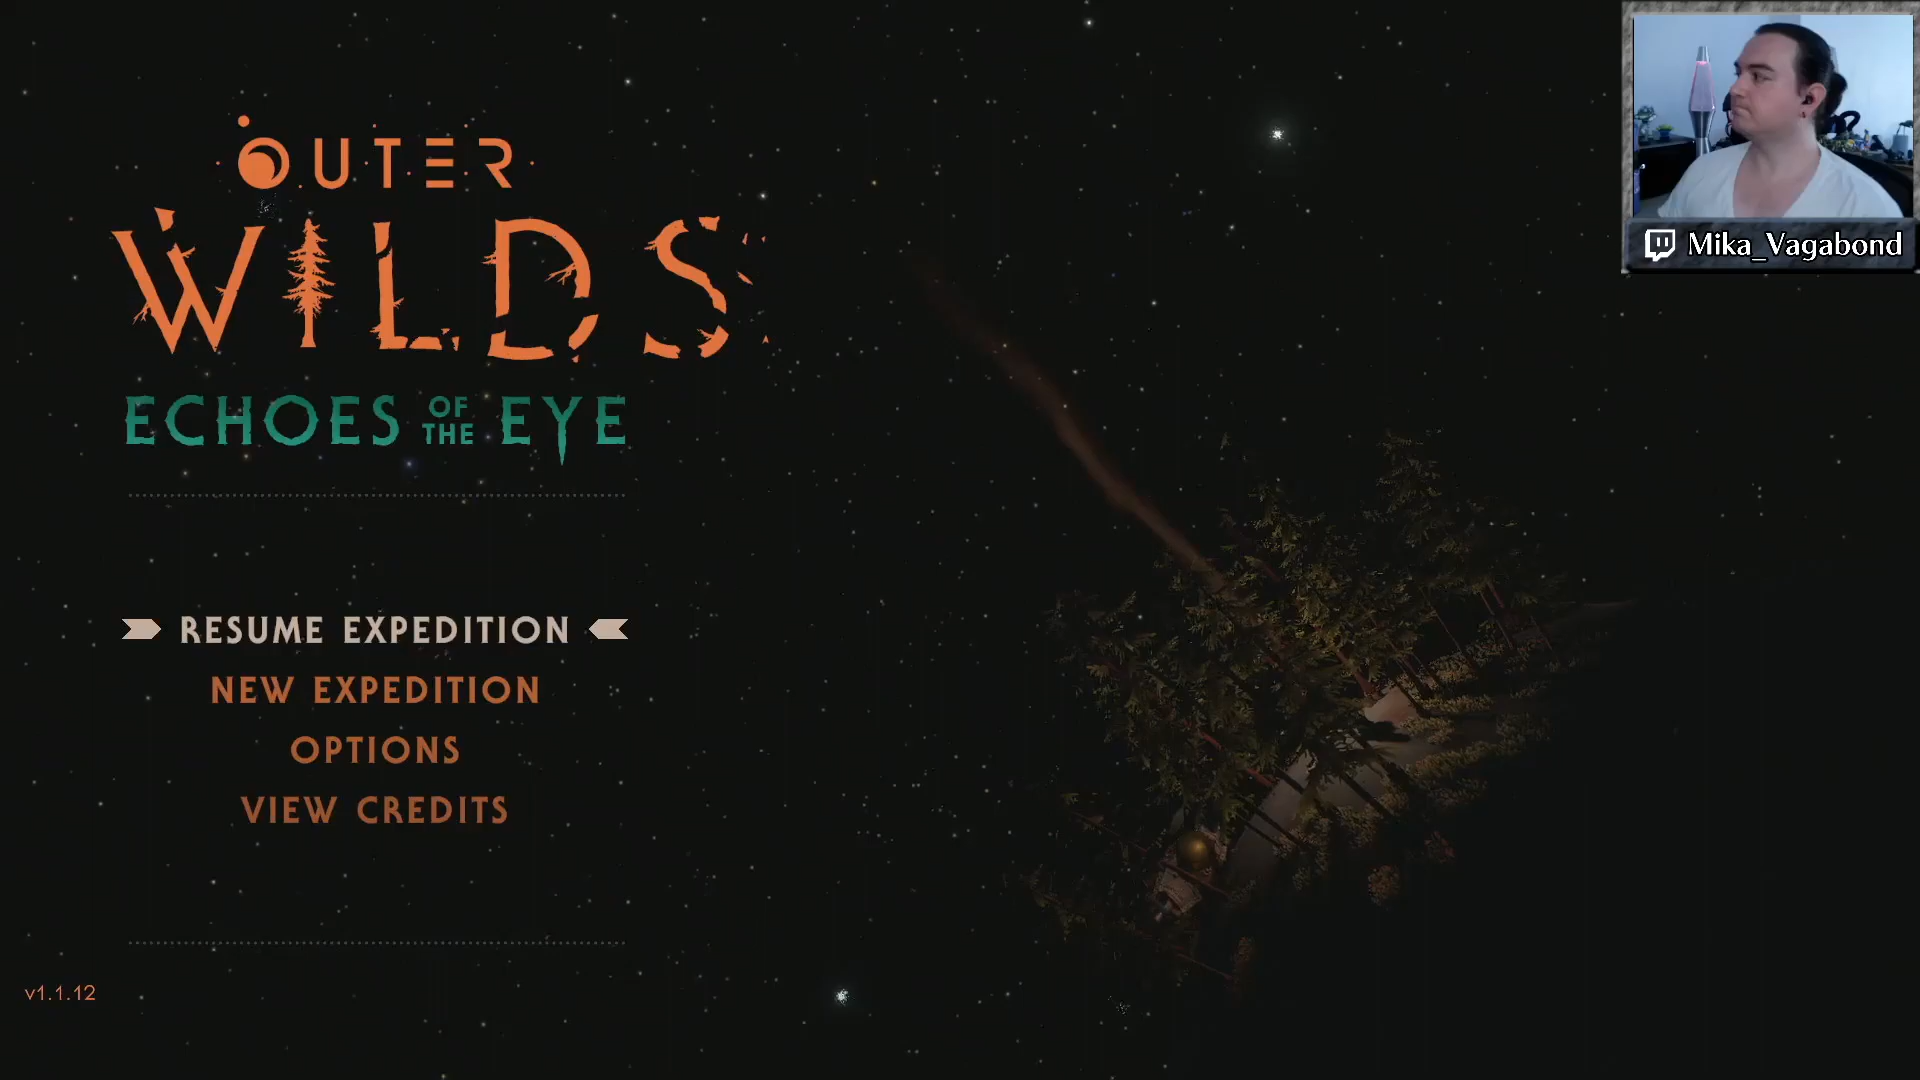 OUTER
WILDS
ECHOES OF THE EYE
RESUME EXPEDITION
NEW EXPEDITION
OPTIONS
VIEW CREDITS
v1.1.12
Mika_Vagabond